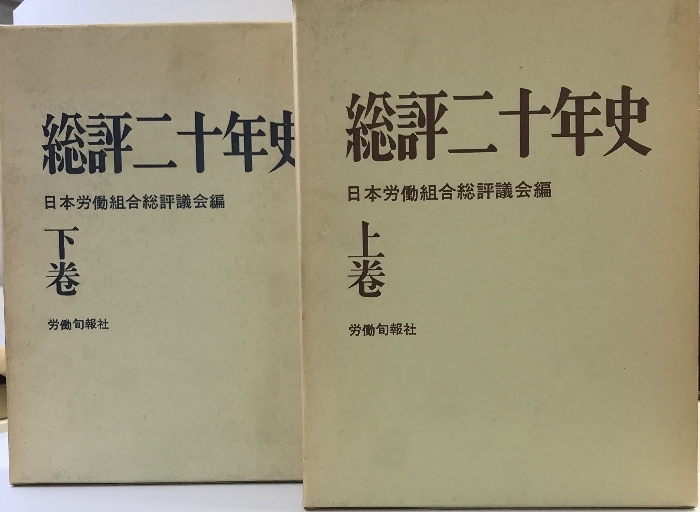 総評二十年史
日本労働組合総評議会編
下巻
労働旬報社
総評二十年史
日本労働組合総評議会編
上巻
労働旬報社